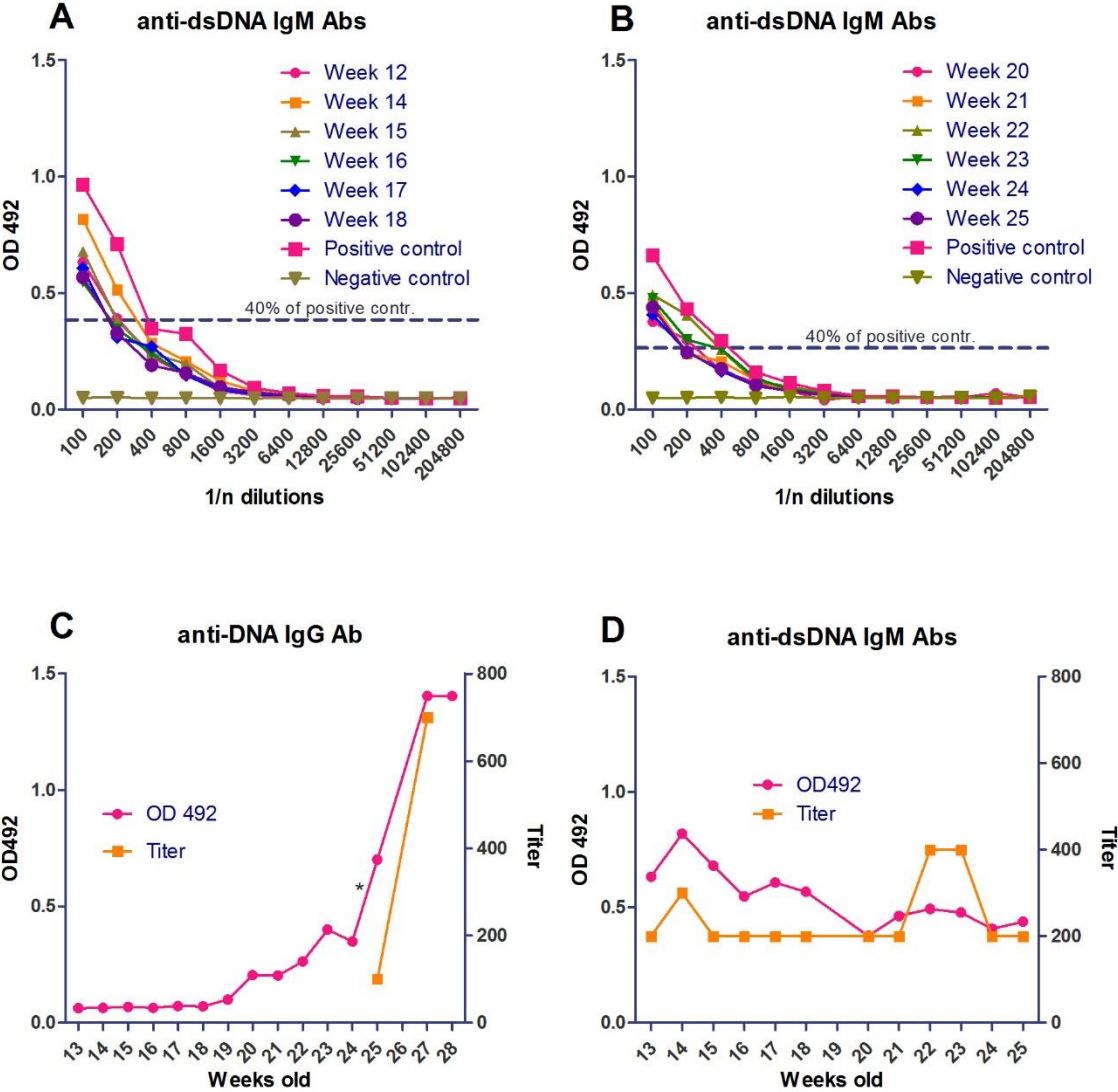 A
anti-dsDNA IgM Abs
1.5
1.0
0.5
0.0
OD 492
Week 12
Week 14
Week 15
Week 16
Week 17
Week 18
Positive control
Negative control
40% of positive contr.
100
200
400
800
1600
3200
6400
12800
25600
51200
102400
204800
1/n dilutions
B
anti-dsDNA IgM Abs
1.5
1.0
0.5
0.0
OD 492
Week 20
Week 21
Week 22
Week 23
Week 24
Week 25
Positive control
Negative control
40% of positive contr.
100
200
400
800
1600
3200
6400
12800
25600
51200
102400
204800
1/n dilutions
C
anti-DNA IgG Ab
1.5
1.0
0.5
0.0
OD492
OD 492
Titer
*
800
600
400
200
0
Titer
13
14
15
16
17
18
19
20
21
22
23
24
25
26
27
28
Weeks old
D
anti-dsDNA IgM Abs
1.5
1.0
0.5
0.0
OD 492
OD492
Titer
800
600
400
200
0
Titer
13
14
15
16
17
18
19
20
21
22
23
24
25
Weeks old